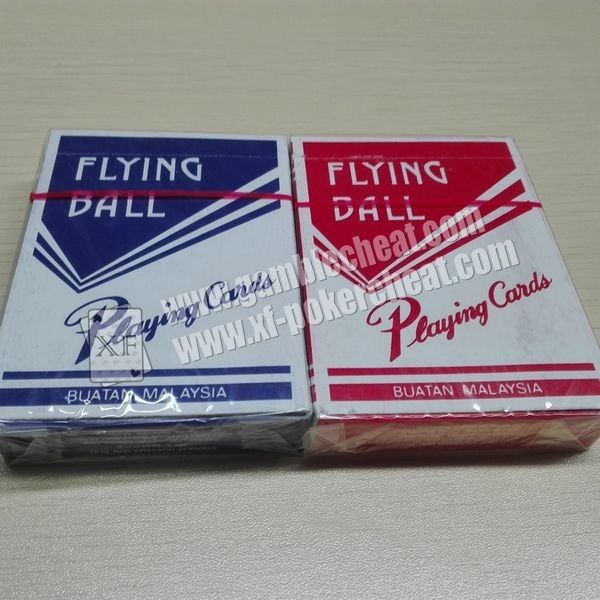 FLYING
BALL
Playing Cards
BUATAN MALAYSIA
FLYING
BALL
Playing Cards
BUATAN MALAYSIA
www.gamblecheat.com
www.xf-pokercheat.com
XF